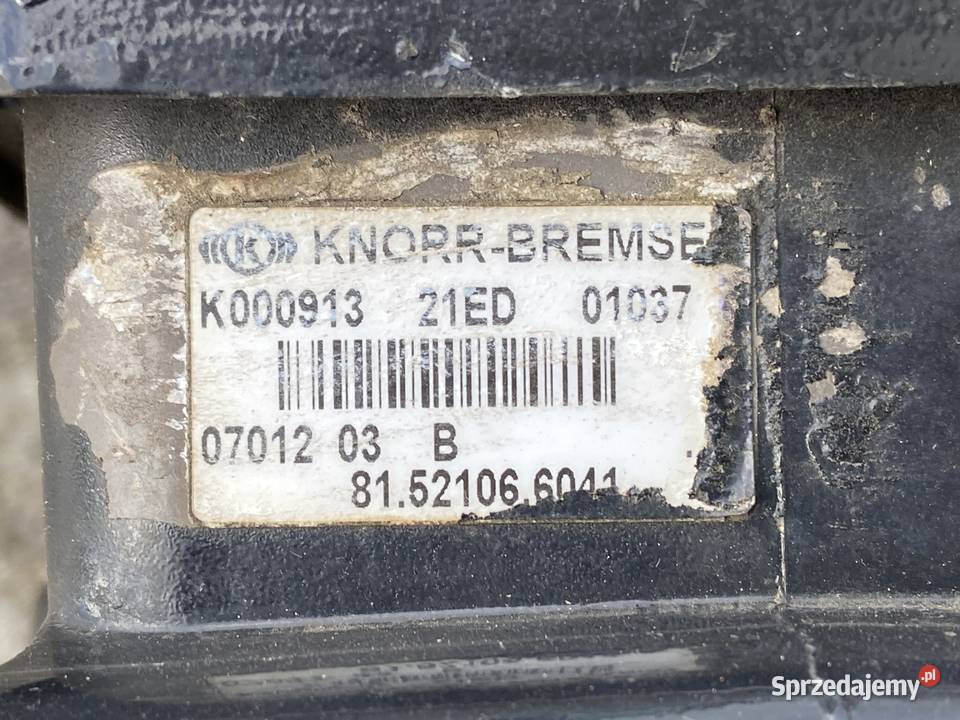 K KNORR-BREMSE
K000913 21ED 01037
07012 03 B
81.52106.6041
Sprzedajemy.pl